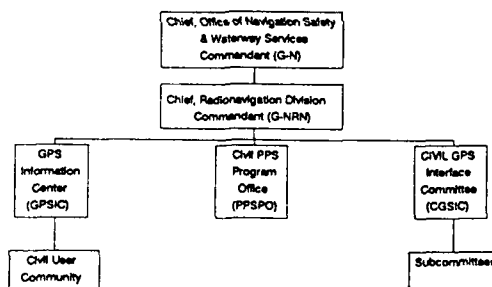 Chief, Office of Navigation Safety
& Waterway Services
Commandant (G-N)
Chief, Radionavigation Division
Commandant (G-NRN)
GPS
Information
Center
(GPSIC)
Civil PPS
Program
Office
(PPSPO)
CIVIL GPS
Interface
Committee
(CGSIC)
Civil User
Community
Subcommittees